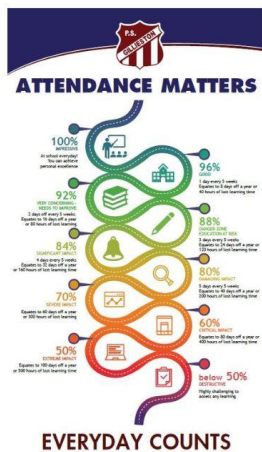 P.S.
GILLIESTON
ATTENDANCE MATTERS
100%
IMPRESSIVE
At school everyday!
You can achieve
personal excellence
96%
GOOD
1 day every 5 weeks
Equates to 8 days off a year or
40 hours of lost learning time
92%
VERY CONCERNING -
NEEDS TO IMPROVE
2 days off every 5 weeks.
Equates to 16 days off a year
or 80 hours of lost learning
88%
DANGER ZONE
EDUCATION AT RISK
3 days every 5 weeks
Equates to 24 days off a year or
120 hours of lost learning time
84%
SIGNIFICANT IMPACT
4 days every 5 weeks
Equates to 32 days off a year
or 160 hours of lost learning time
80%
DAMAGING IMPACT
5 days every 5 weeks
Equates to 40 days off a year or
200 hours of lost learning time
70%
SEVERE IMPACT
Equates to 60 days off a year
or 300 hours of lost learning
60%
CRITICAL IMPACT
Equates to 80 days off a year or
400 hours of lost learning time
50%
EXTREME IMPACT
Equates to 100 days off a year
or 500 hours of lost learning time
below 50%
DESTRUCTIVE
Highly challenging to
access any learning
EVERYDAY COUNTS